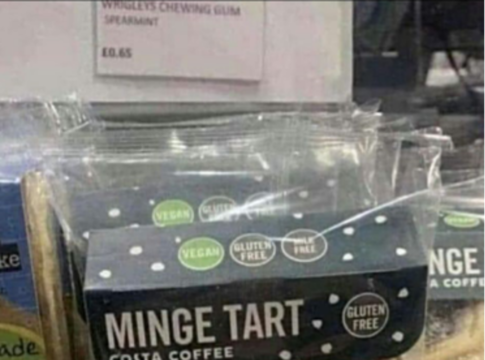 WRIGLEYS CHEWING GUM
SPEARMINT
£0.65
VEGAN
VEGAN GLUTEN FREE MILK FREE
MINGE TART GLUTEN FREE
COSTA COFFEE
NGE
A COFFE
ke
ade